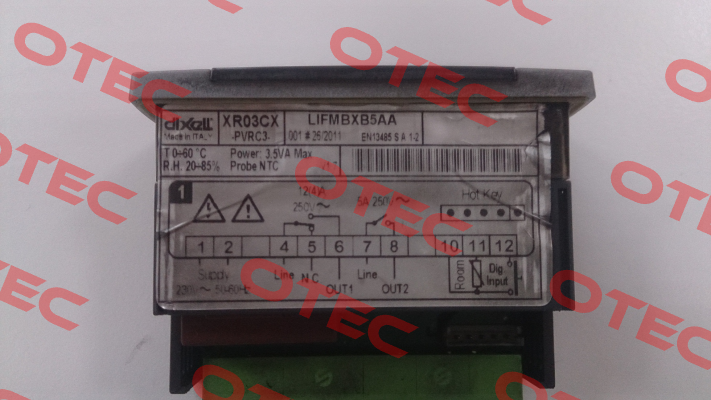 OTEC OTEC OTEC
dixell XR03CX LIFMBXB5AA
Made in ITALY -PVRC3- 001 # 25/2011 EN13485 S A 1-2
T 0÷60 °C Power: 3.5VA Max
R.H. 20÷85% Probe NTC
1 12(4)A 250V~ 5A 250V~ Hot Key
1 2 4 5 6 7 8 10 11 12
Supply Line N.C. Line Room Dig. Input
230V~ 50-60Hz OUT1 OUT2
OTEC OTEC OTEC